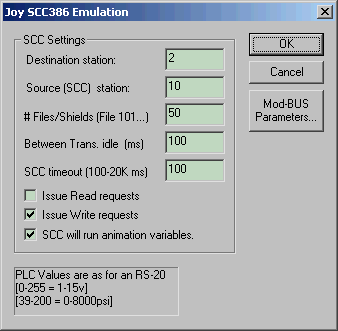 Joy SCC386 Emulation
SCC Settings
Destination station: 2
OK
Source (SCC) station: 10
Cancel
# Files/Shields (File 101...) 50
Mod-BUS
Parameters...
Between Trans. idle (ms) 100
SCC timeout (100-20K ms) 100
Issue Read requests
Issue Write requests
SCC will run animation variables.
PLC Values are as for an RS-20
[0-255 = 1-15v]
[39-200 = 0-8000psi]